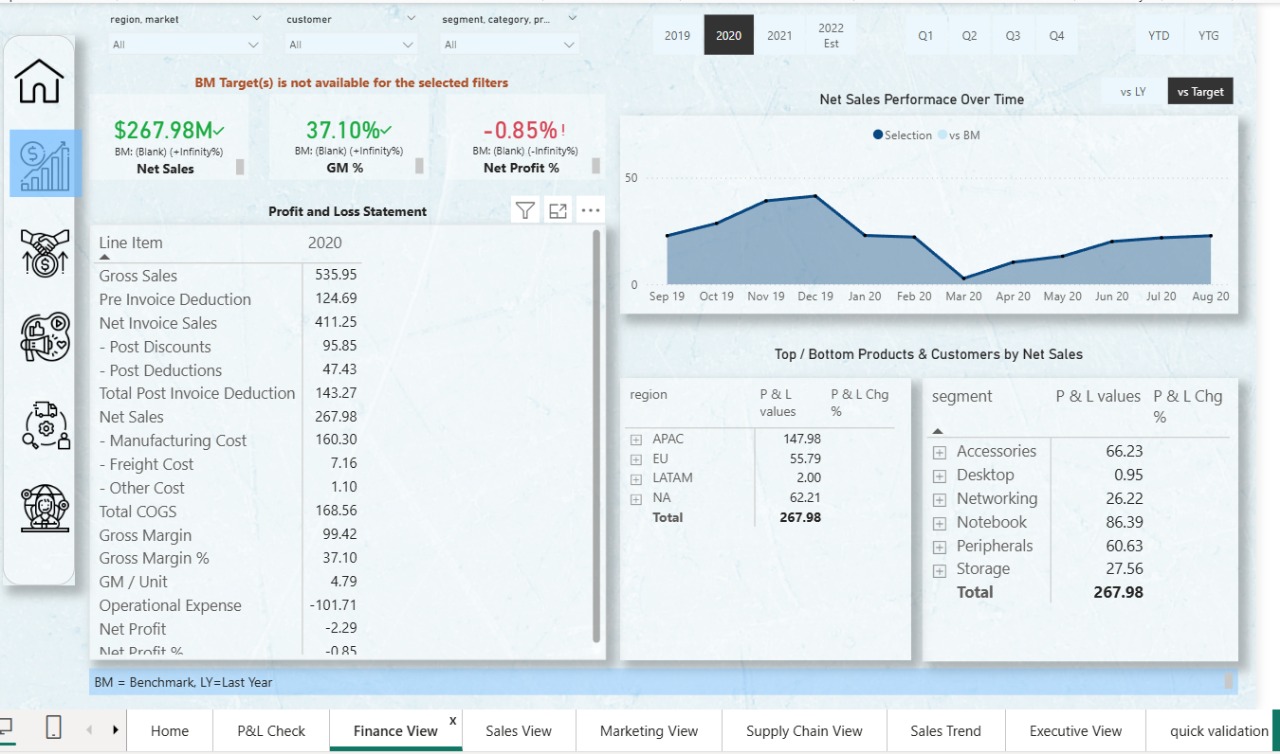 region, market
customer
segment, category, pr...
All
All
All
2019
2020
2021
2022
Est
Q1
Q2
Q3
Q4
YTD
YTG
BM Target(s) is not available for the selected filters
$267.98M
BM: (Blank) (+Infinity%)
Net Sales
37.10%
BM: (Blank) (+Infinity%)
GM %
-0.85%!
BM: (Blank) (-Infinity%)
Net Profit %
vs LY
vs Target
Net Sales Performace Over Time
Selection
vs BM
50
0
Sep 19 Oct 19 Nov 19 Dec 19 Jan 20 Feb 20 Mar 20 Apr 20 May 20 Jun 20 Jul 20 Aug 20
Profit and Loss Statement
Line Item 2020
Gross Sales 535.95
Pre Invoice Deduction 124.69
Net Invoice Sales 411.25
- Post Discounts 95.85
- Post Deductions 47.43
Total Post Invoice Deduction 143.27
Net Sales 267.98
- Manufacturing Cost 160.30
- Freight Cost 7.16
- Other Cost 1.10
Total COGS 168.56
Gross Margin 99.42
Gross Margin % 37.10
GM / Unit 4.79
Operational Expense -101.71
Net Profit -2.29
Net Profit % -0.85
Top / Bottom Products & Customers by Net Sales
region P & L values P & L Chg %
APAC 147.98
EU 55.79
LATAM 2.00
NA 62.21
Total 267.98
segment P & L values P & L Chg %
Accessories 66.23
Desktop 0.95
Networking 26.22
Notebook 86.39
Peripherals 60.63
Storage 27.56
Total 267.98
BM = Benchmark, LY=Last Year
Home
P&L Check
Finance View x
Sales View
Marketing View
Supply Chain View
Sales Trend
Executive View
quick validation